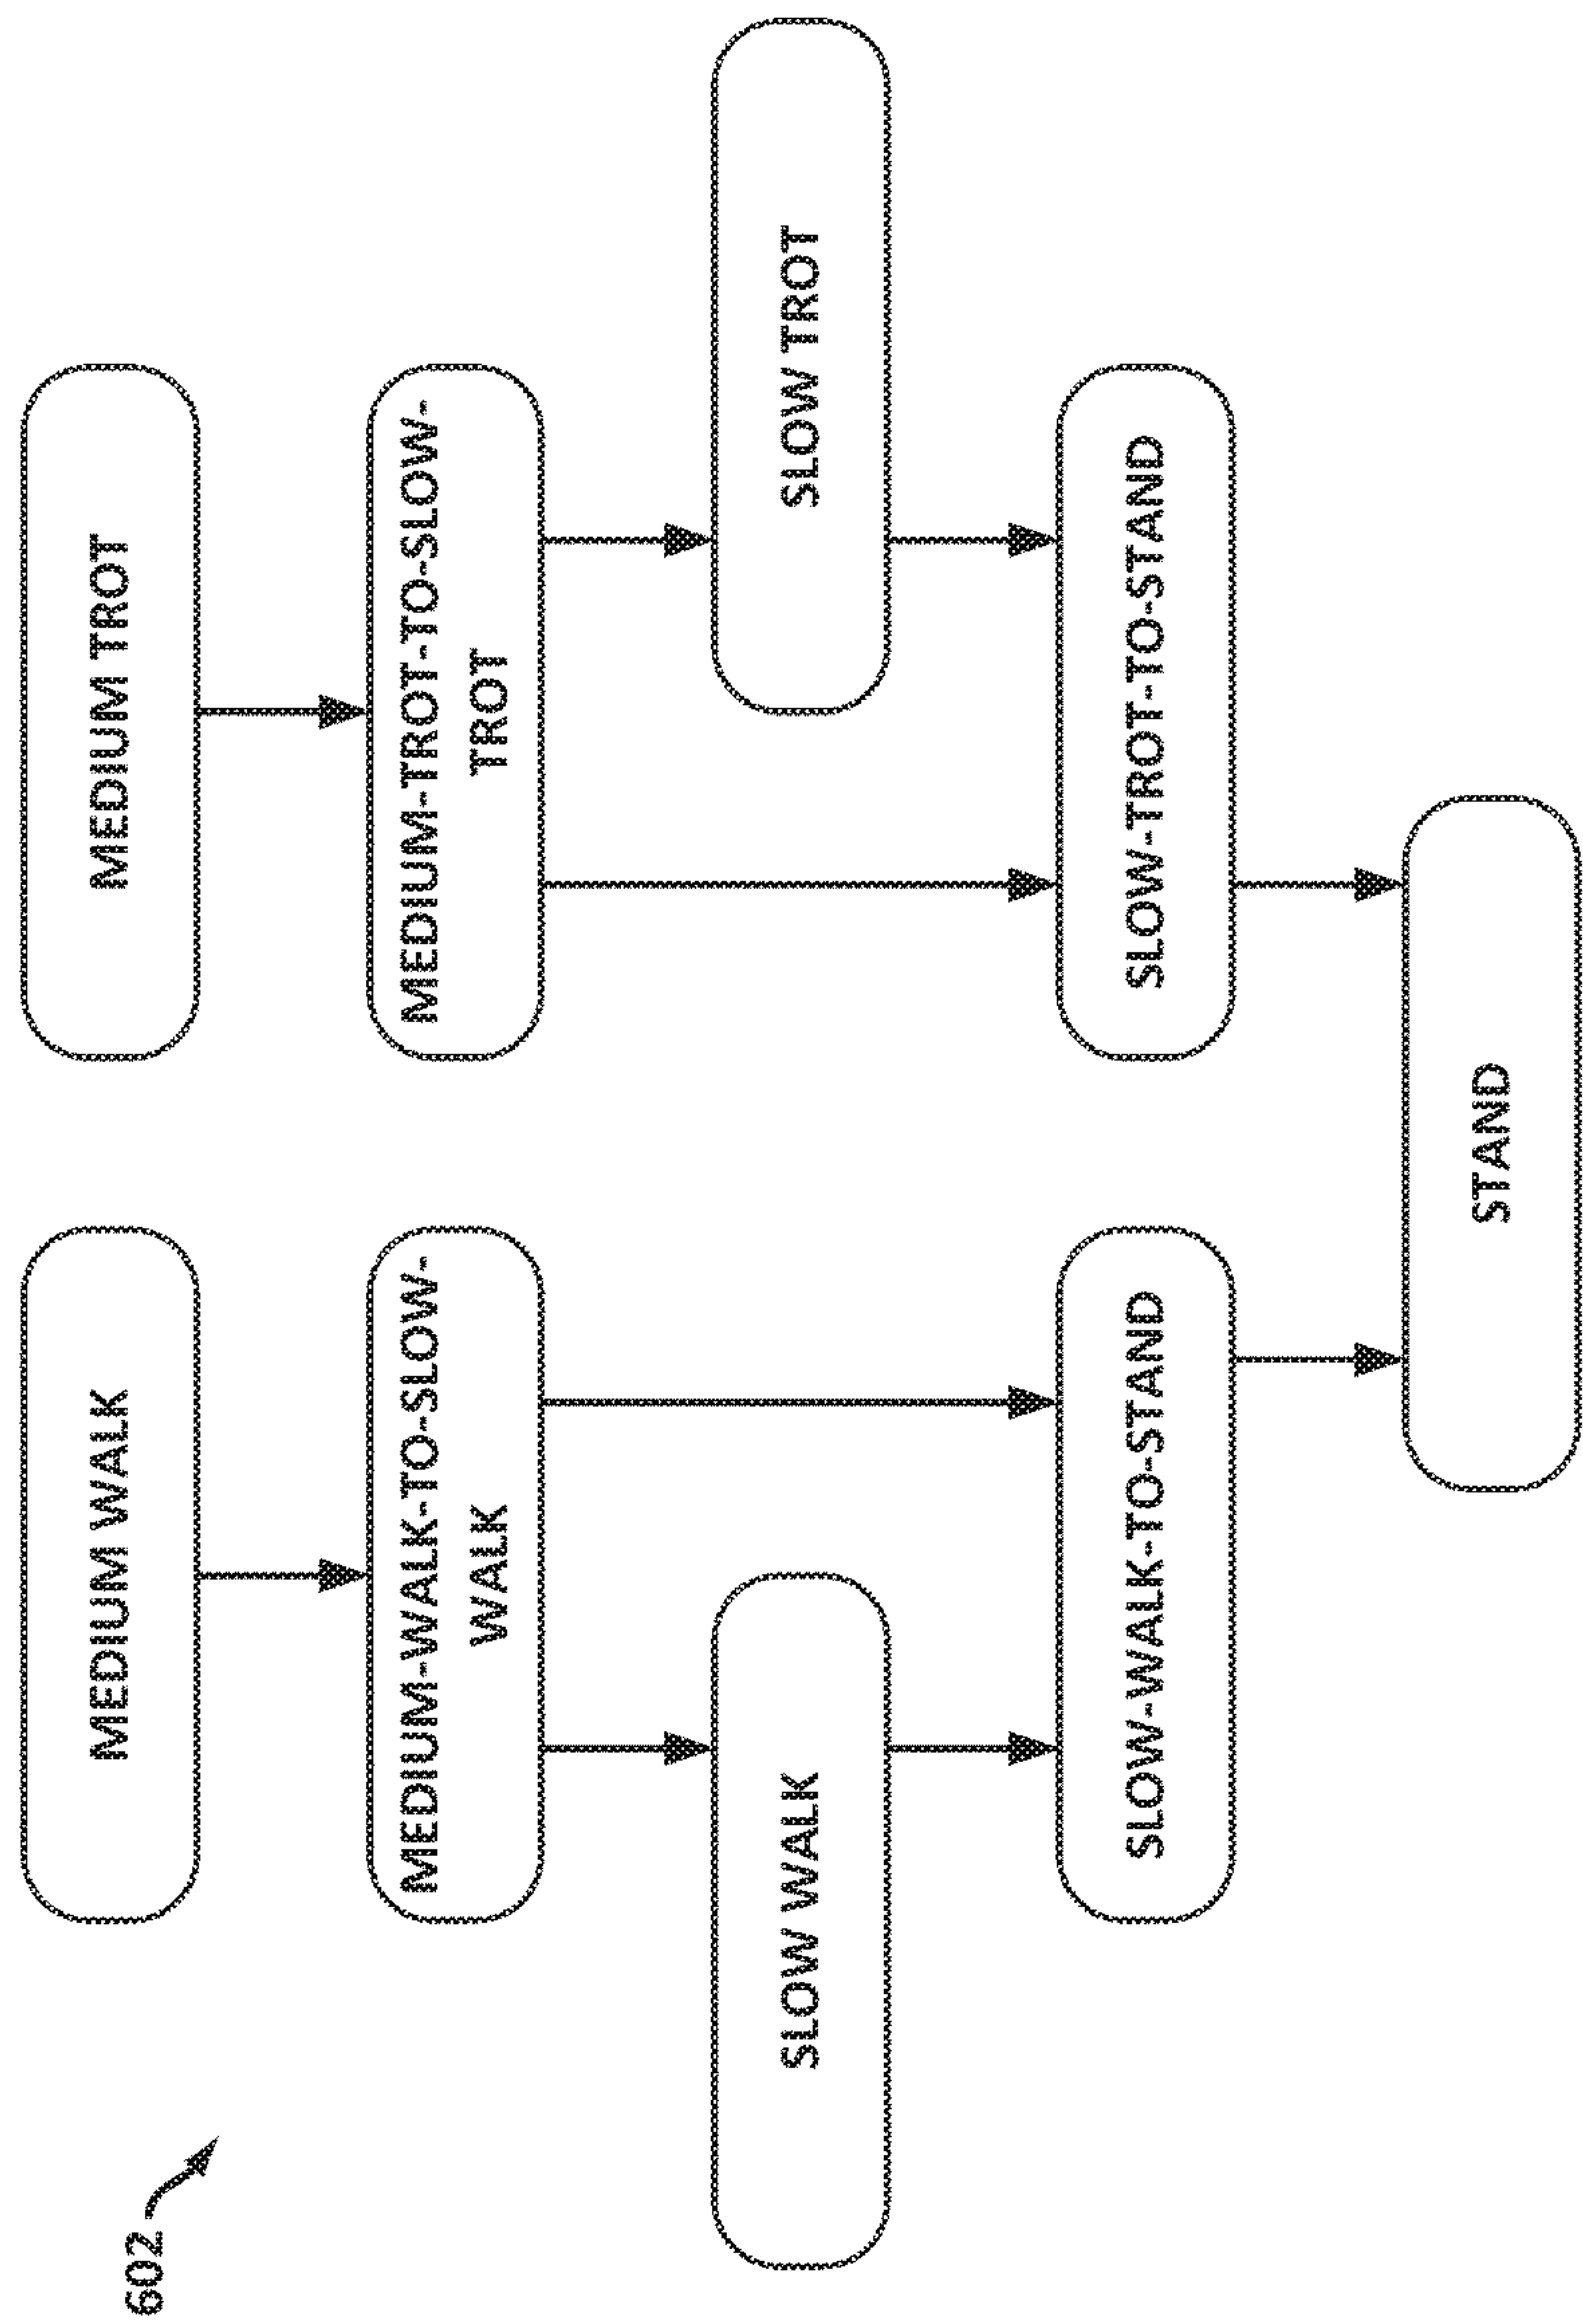 602
MEDIUM WALK
MEDIUM TROT
MEDIUM-WALK-TO-SLOW-
WALK
MEDIUM-TROT-TO-SLOW-
TROT
SLOW WALK
SLOW TROT
SLOW-WALK-TO-STAND
SLOW-TROT-TO-STAND
STAND